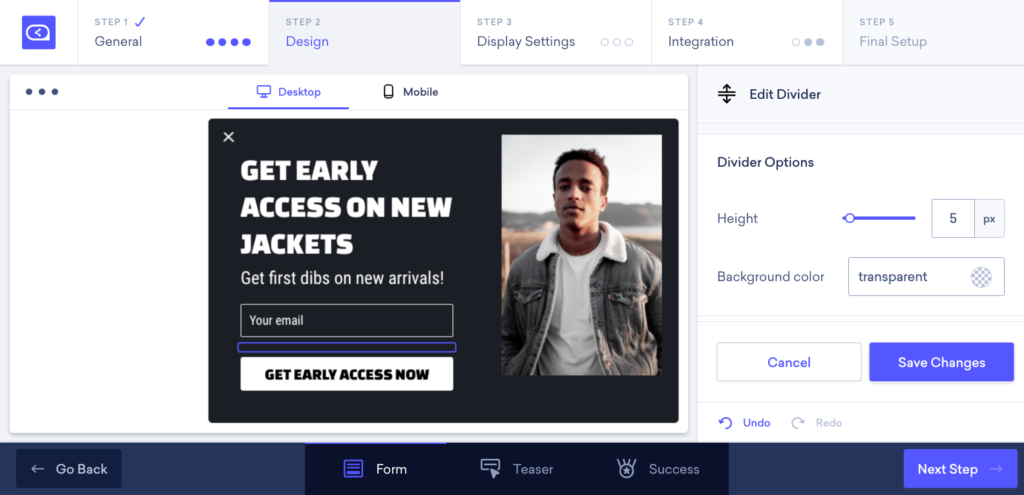 STEP 1
General
STEP 2
Design
STEP 3
Display Settings
STEP 4
Integration
STEP 5
Final Setup
Desktop
Mobile
GET EARLY
ACCESS ON NEW
JACKETS
Get first dibs on new arrivals!
Your email
GET EARLY ACCESS NOW
Edit Divider
Divider Options
Height
5
px
Background color
transparent
Cancel
Save Changes
Undo
Redo
Go Back
Form
Teaser
Success
Next Step